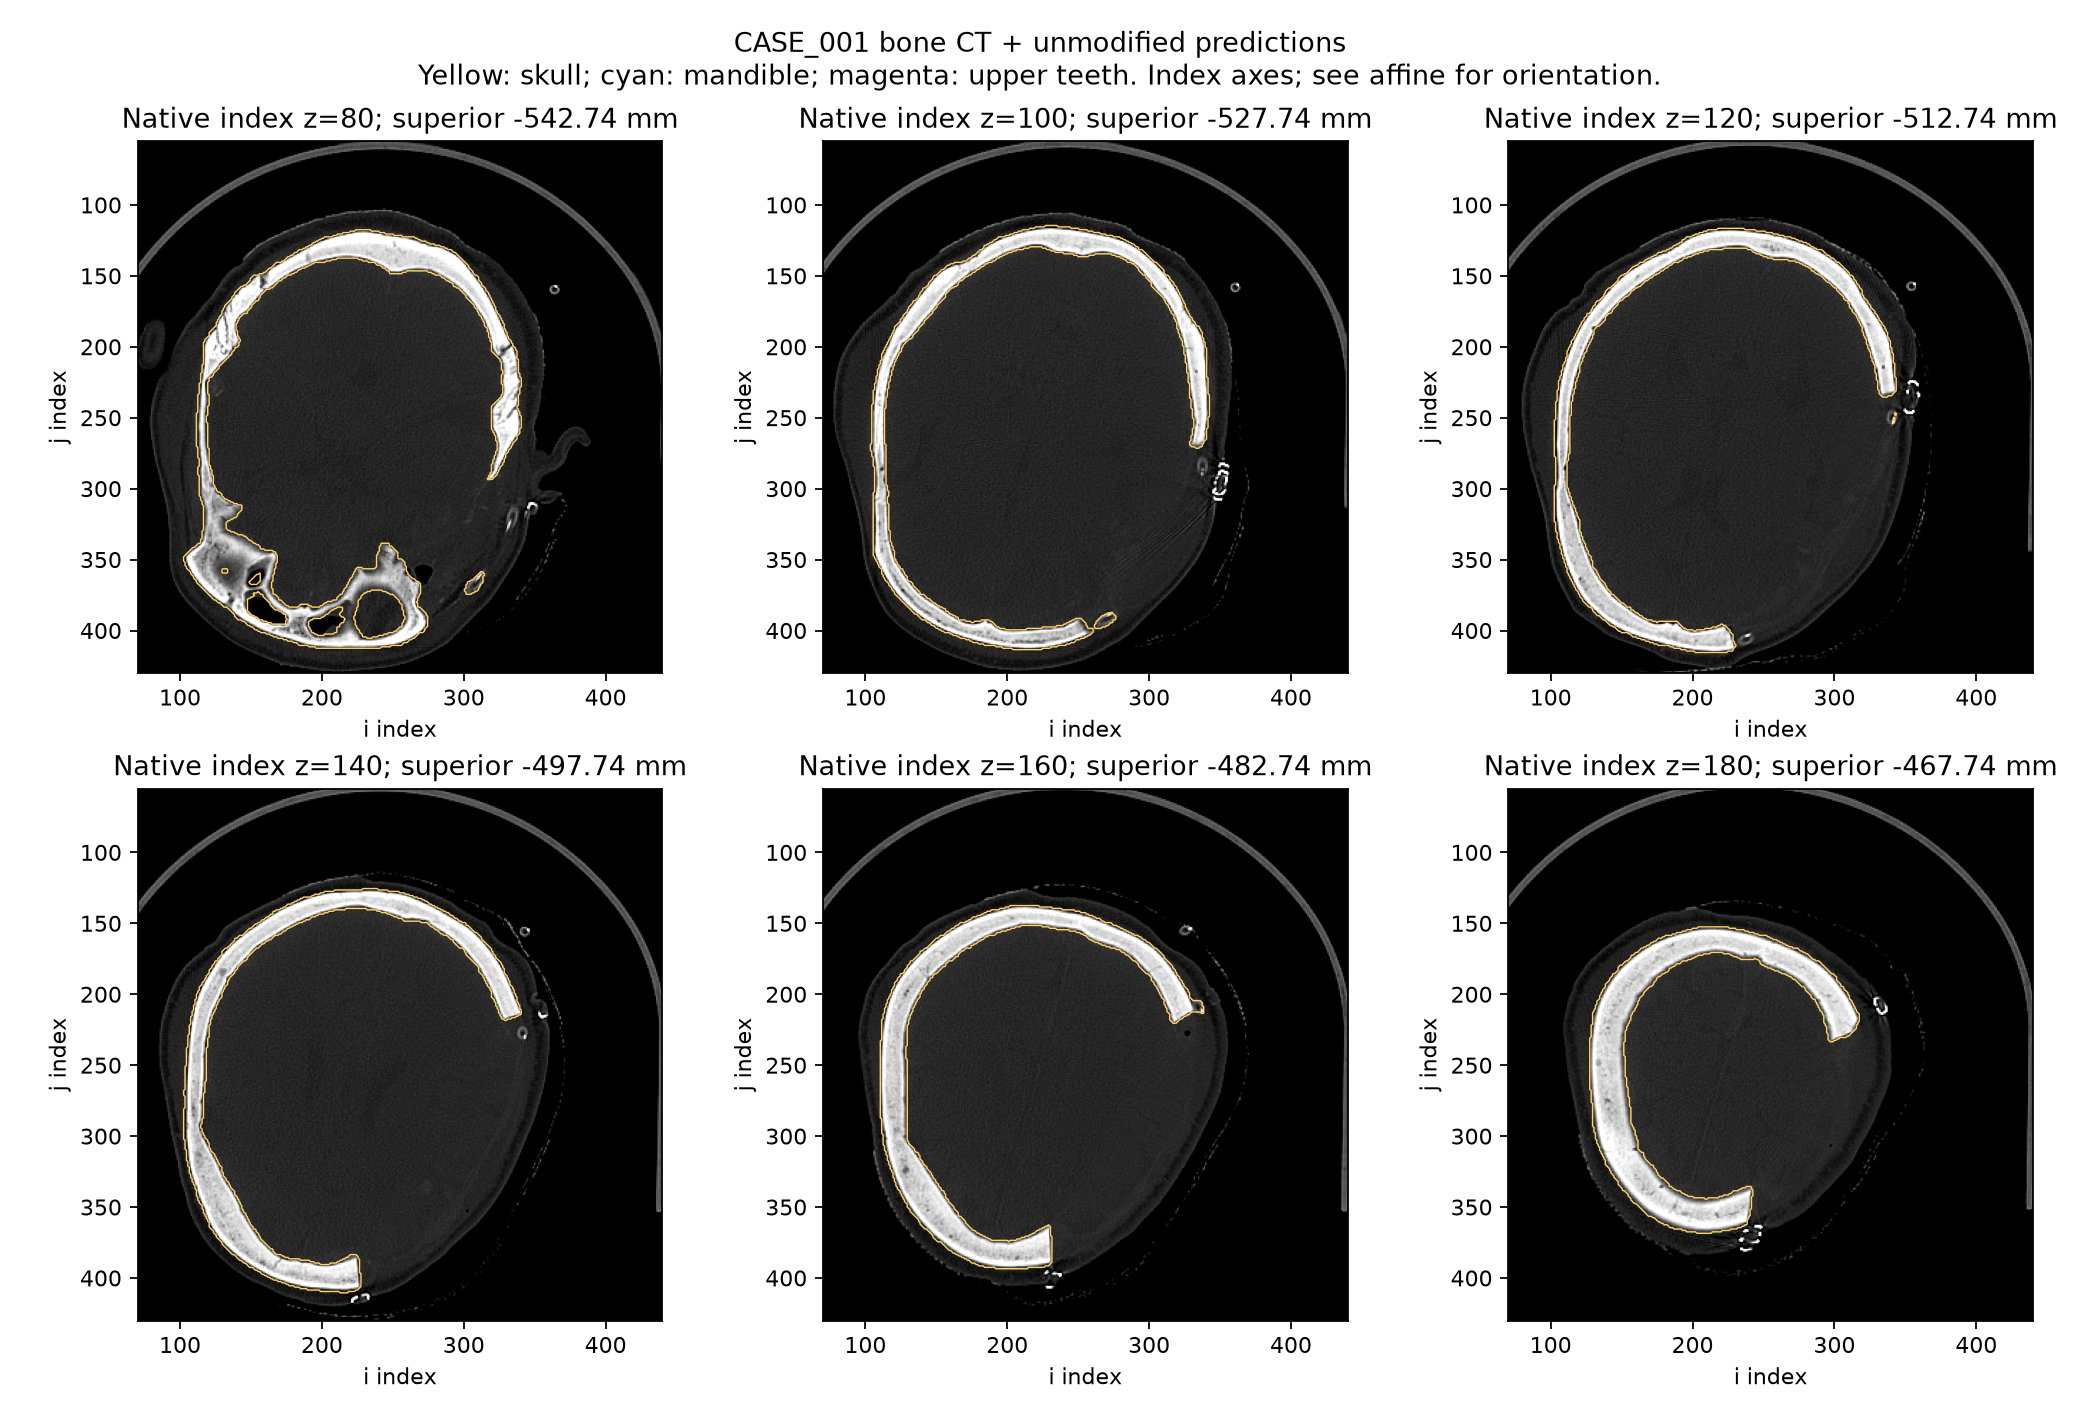 CASE_001 bone CT + unmodified predictions
Yellow: skull; cyan: mandible; magenta: upper teeth. Index axes; see affine for orientation.
Native index z=80; superior -542.74 mm
100
150
200
250
300
350
400
j index
100 200 300 400
i index
Native index z=100; superior -527.74 mm
100
150
200
250
300
350
400
j index
100 200 300 400
i index
Native index z=120; superior -512.74 mm
100
150
200
250
300
350
400
j index
100 200 300 400
i index
Native index z=140; superior -497.74 mm
100
150
200
250
300
350
400
j index
100 200 300 400
i index
Native index z=160; superior -482.74 mm
100
150
200
250
300
350
400
j index
100 200 300 400
i index
Native index z=180; superior -467.74 mm
100
150
200
250
300
350
400
j index
100 200 300 400
i index